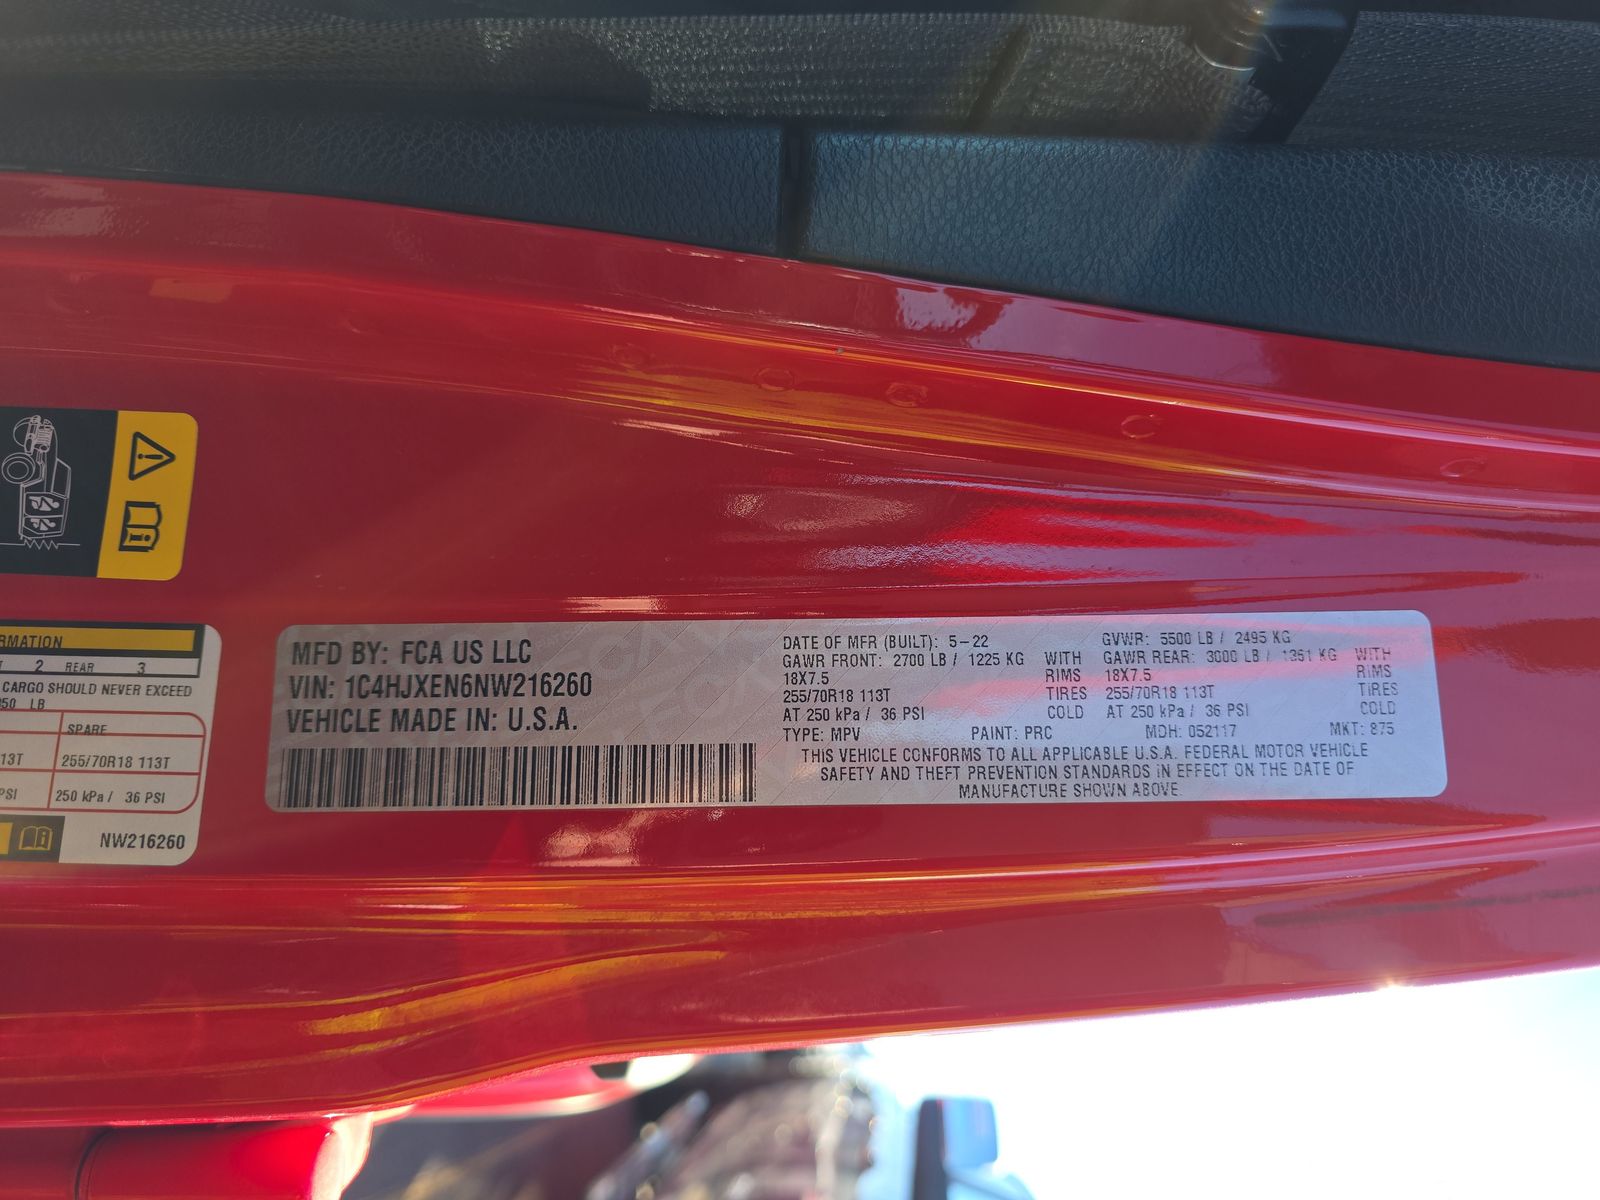 RMATION
2 REAR 3
CARGO SHOULD NEVER EXCEED
LB
SPARE
13T 255/70R18 113T
PSI 250 kPa / 36 PSI
NW216260
MFD BY: FCA US LLC
VIN: 1C4HJXEN6NW216260
VEHICLE MADE IN: U.S.A.
DATE OF MFR (BUILT): 5-22 GVWR: 5500 LB / 2495 KG
GAWR FRONT: 2700 LB / 1225 KG WITH GAWR REAR: 3000 LB / 1361 KG WITH
18X7.5 RIMS 18X7.5 RIMS
255/70R18 113T TIRES 255/70R18 113T TIRES
AT 250 kPa / 36 PSI COLD AT 250 kPa / 36 PSI COLD
TYPE: MPV PAINT: PRC MDH: 052117 MKT: 875
THIS VEHICLE CONFORMS TO ALL APPLICABLE U.S.A. FEDERAL MOTOR VEHICLE
SAFETY AND THEFT PREVENTION STANDARDS IN EFFECT ON THE DATE OF
MANUFACTURE SHOWN ABOVE.